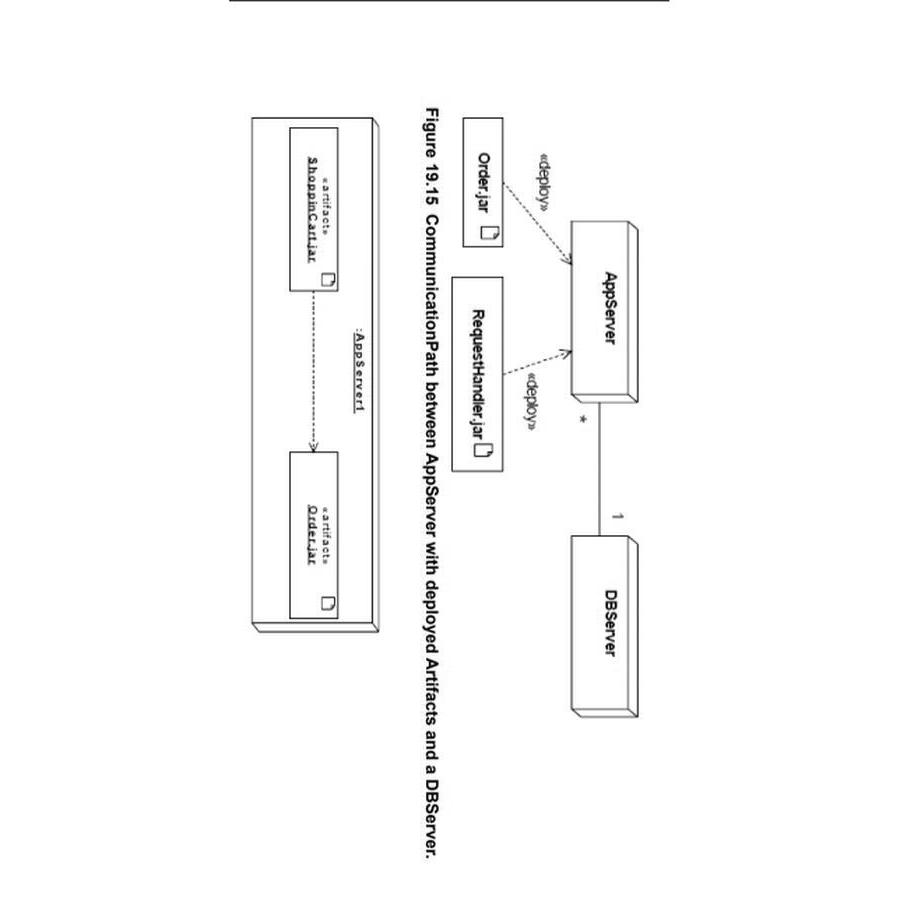 AppServer
1
*
DBServer
«deploy»
«deploy»
Order.jar
RequestHandler.jar
Figure 19.15 CommunicationPath between AppServer with deployed Artifacts and a DBServer.
:AppServer1
«artifact»
ShoppinCart.jar
«artifact»
Order.jar